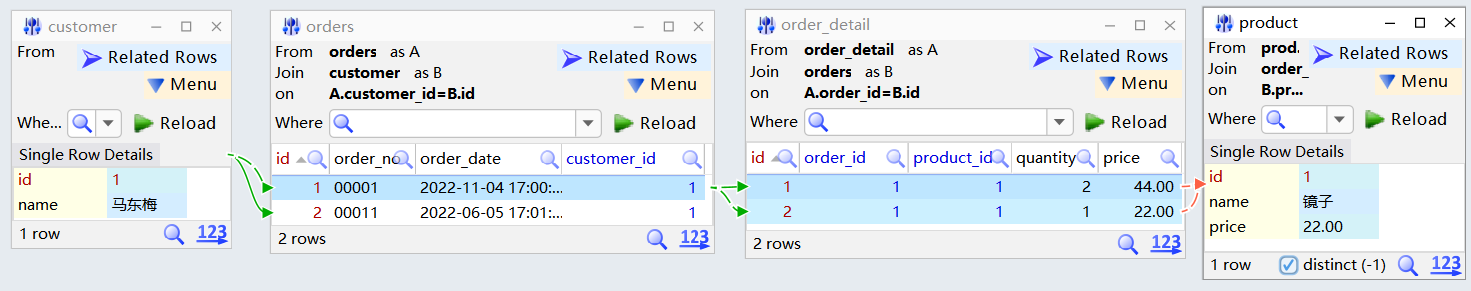 customer
From
Related Rows
Menu
Whe...
Reload
Single Row Details
id 1
name 马东梅
1 row
123
orders
From orders as A
Join customer as B
on A.customer_id=B.id
Related Rows
Menu
Where
Reload
id order_no order_date customer_id
1 00001 2022-11-04 17:00:... 1
2 00011 2022-06-05 17:01:... 1
2 rows
123
order_detail
From order_detail as A
Join orders as B
on A.order_id=B.id
Related Rows
Menu
Where
Reload
id order_id product_id quantity price
1 1 1 2 44.00
2 1 1 1 22.00
2 rows
123
product
From prod.
Join order_
on B.pr...
Related Rows
Menu
Where
Reload
Single Row Details
id 1
name 镜子
price 22.00
1 row
distinct (-1)
123